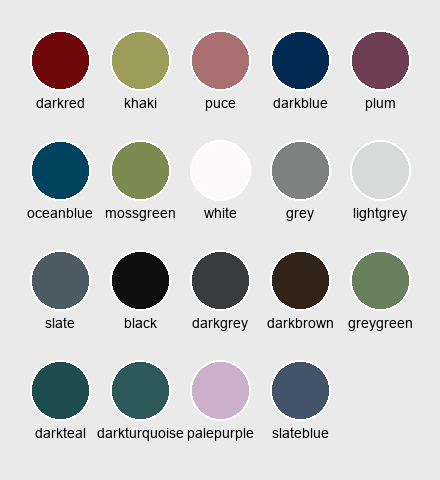 darkred khaki puce darkblue plum
oceanblue mossgreen white grey lightgrey
slate black darkgrey darkbrown greygreen
darkteal darkturquoise palepurple slateblue